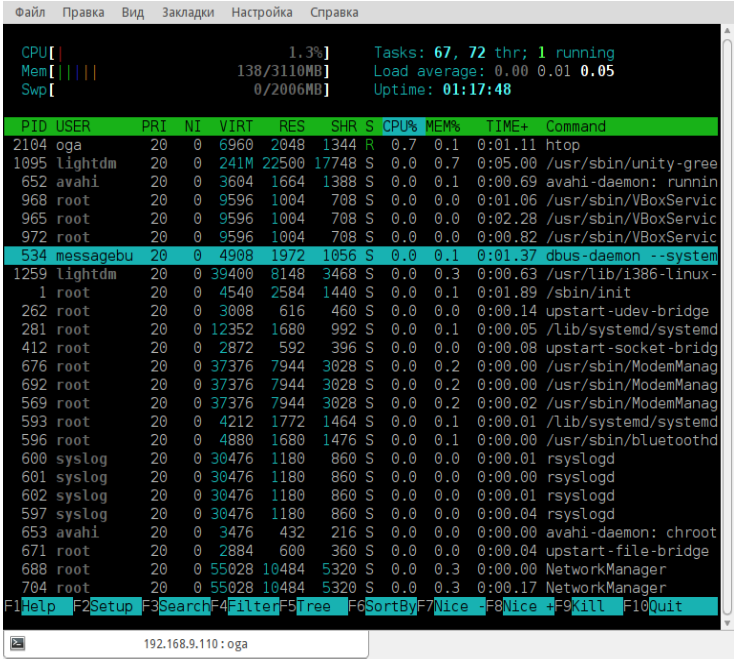 Файл Правка Вид Закладки Настройка Справка
CPU[| 1.3%] Tasks: 67, 72 thr; 1 running
Mem[|||||| 138/3110MB] Load average: 0.00 0.01 0.05
Swp[ 0/2006MB] Uptime: 01:17:48
PID USER PRI NI VIRT RES SHR S CPU% MEM% TIME+ Command
2104 oga 20 0 6960 2048 1344 R 0.7 0.1 0:01.11 htop
1095 lightdm 20 0 241M 22500 17748 S 0.0 0.7 0:05.00 /usr/sbin/unity-gree
652 avahi 20 0 3604 1664 1388 S 0.0 0.1 0:00.69 avahi-daemon: runnin
968 root 20 0 9596 1004 708 S 0.0 0.0 0:01.06 /usr/sbin/VBoxServic
965 root 20 0 9596 1004 708 S 0.0 0.0 0:02.28 /usr/sbin/VBoxServic
972 root 20 0 9596 1004 708 S 0.0 0.0 0:00.82 /usr/sbin/VBoxServic
534 messagebu 20 0 4908 1972 1056 S 0.0 0.1 0:01.37 dbus-daemon --system
1259 lightdm 20 0 39400 8148 3468 S 0.0 0.3 0:00.63 /usr/lib/i386-linux-
1 root 20 0 4540 2584 1440 S 0.0 0.1 0:01.89 /sbin/init
262 root 20 0 3008 616 460 S 0.0 0.0 0:00.14 upstart-udev-bridge
281 root 20 0 12352 1680 992 S 0.0 0.1 0:00.05 /lib/systemd/systemd
412 root 20 0 2872 592 396 S 0.0 0.0 0:00.08 upstart-socket-bridg
676 root 20 0 37376 7944 3028 S 0.0 0.2 0:00.00 /usr/sbin/ModemManag
692 root 20 0 37376 7944 3028 S 0.0 0.2 0:00.00 /usr/sbin/ModemManag
569 root 20 0 37376 7944 3028 S 0.0 0.2 0:00.02 /usr/sbin/ModemManag
593 root 20 0 4212 1772 1464 S 0.0 0.1 0:00.01 /lib/systemd/systemd
596 root 20 0 4880 1680 1476 S 0.0 0.1 0:00.00 /usr/sbin/bluetoothd
600 syslog 20 0 30476 1180 860 S 0.0 0.0 0:00.01 rsyslogd
601 syslog 20 0 30476 1180 860 S 0.0 0.0 0:00.00 rsyslogd
602 syslog 20 0 30476 1180 860 S 0.0 0.0 0:00.01 rsyslogd
597 syslog 20 0 30476 1180 860 S 0.0 0.0 0:00.04 rsyslogd
653 avahi 20 0 3476 432 216 S 0.0 0.0 0:00.00 avahi-daemon: chroot
671 root 20 0 2884 600 360 S 0.0 0.0 0:00.04 upstart-file-bridge
688 root 20 0 55028 10484 5320 S 0.0 0.3 0:00.00 NetworkManager
704 root 20 0 55028 10484 5320 S 0.0 0.3 0:00.17 NetworkManager
F1Help F2Setup F3SearchF4FilterF5Tree F6SortByF7Nice -F8Nice +F9Kill F10Quit
192.168.9.110 : oga